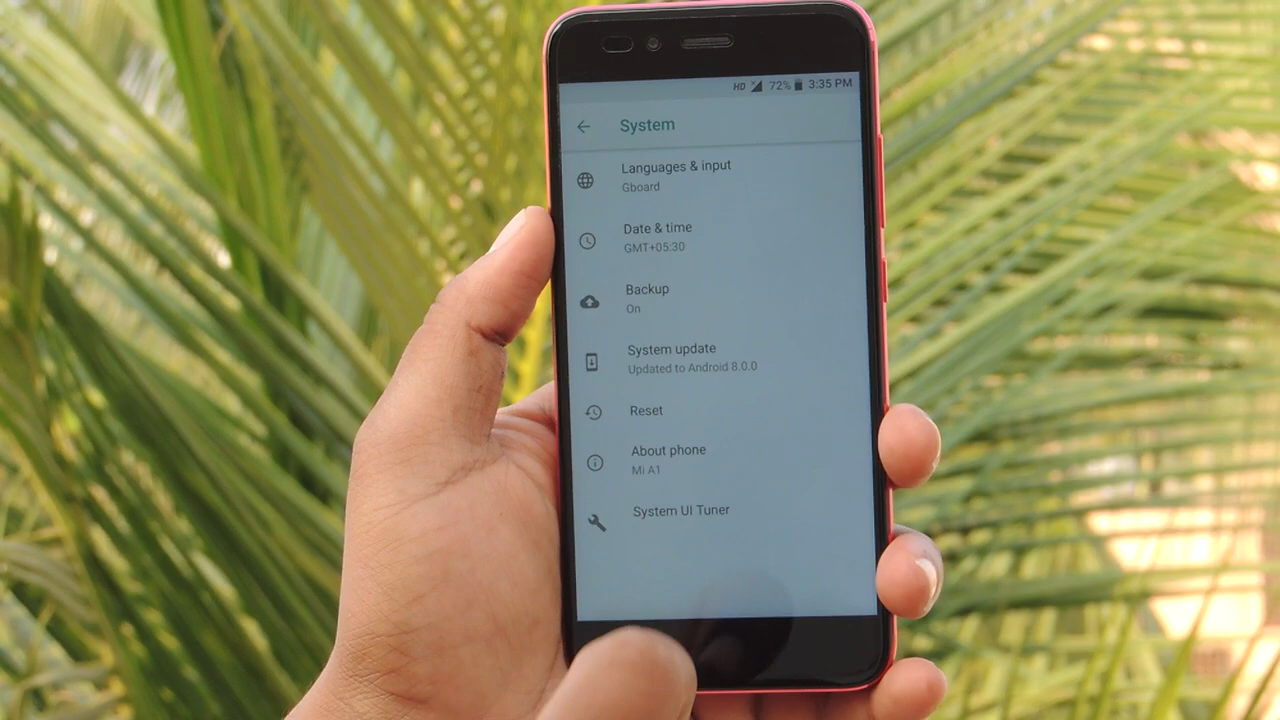 HD 72% 3:35 PM
System
Languages & input
Gboard
Date & time
GMT+05:30
Backup
On
System update
Updated to Android 8.0.0
Reset
About phone
Mi A1
System UI Tuner